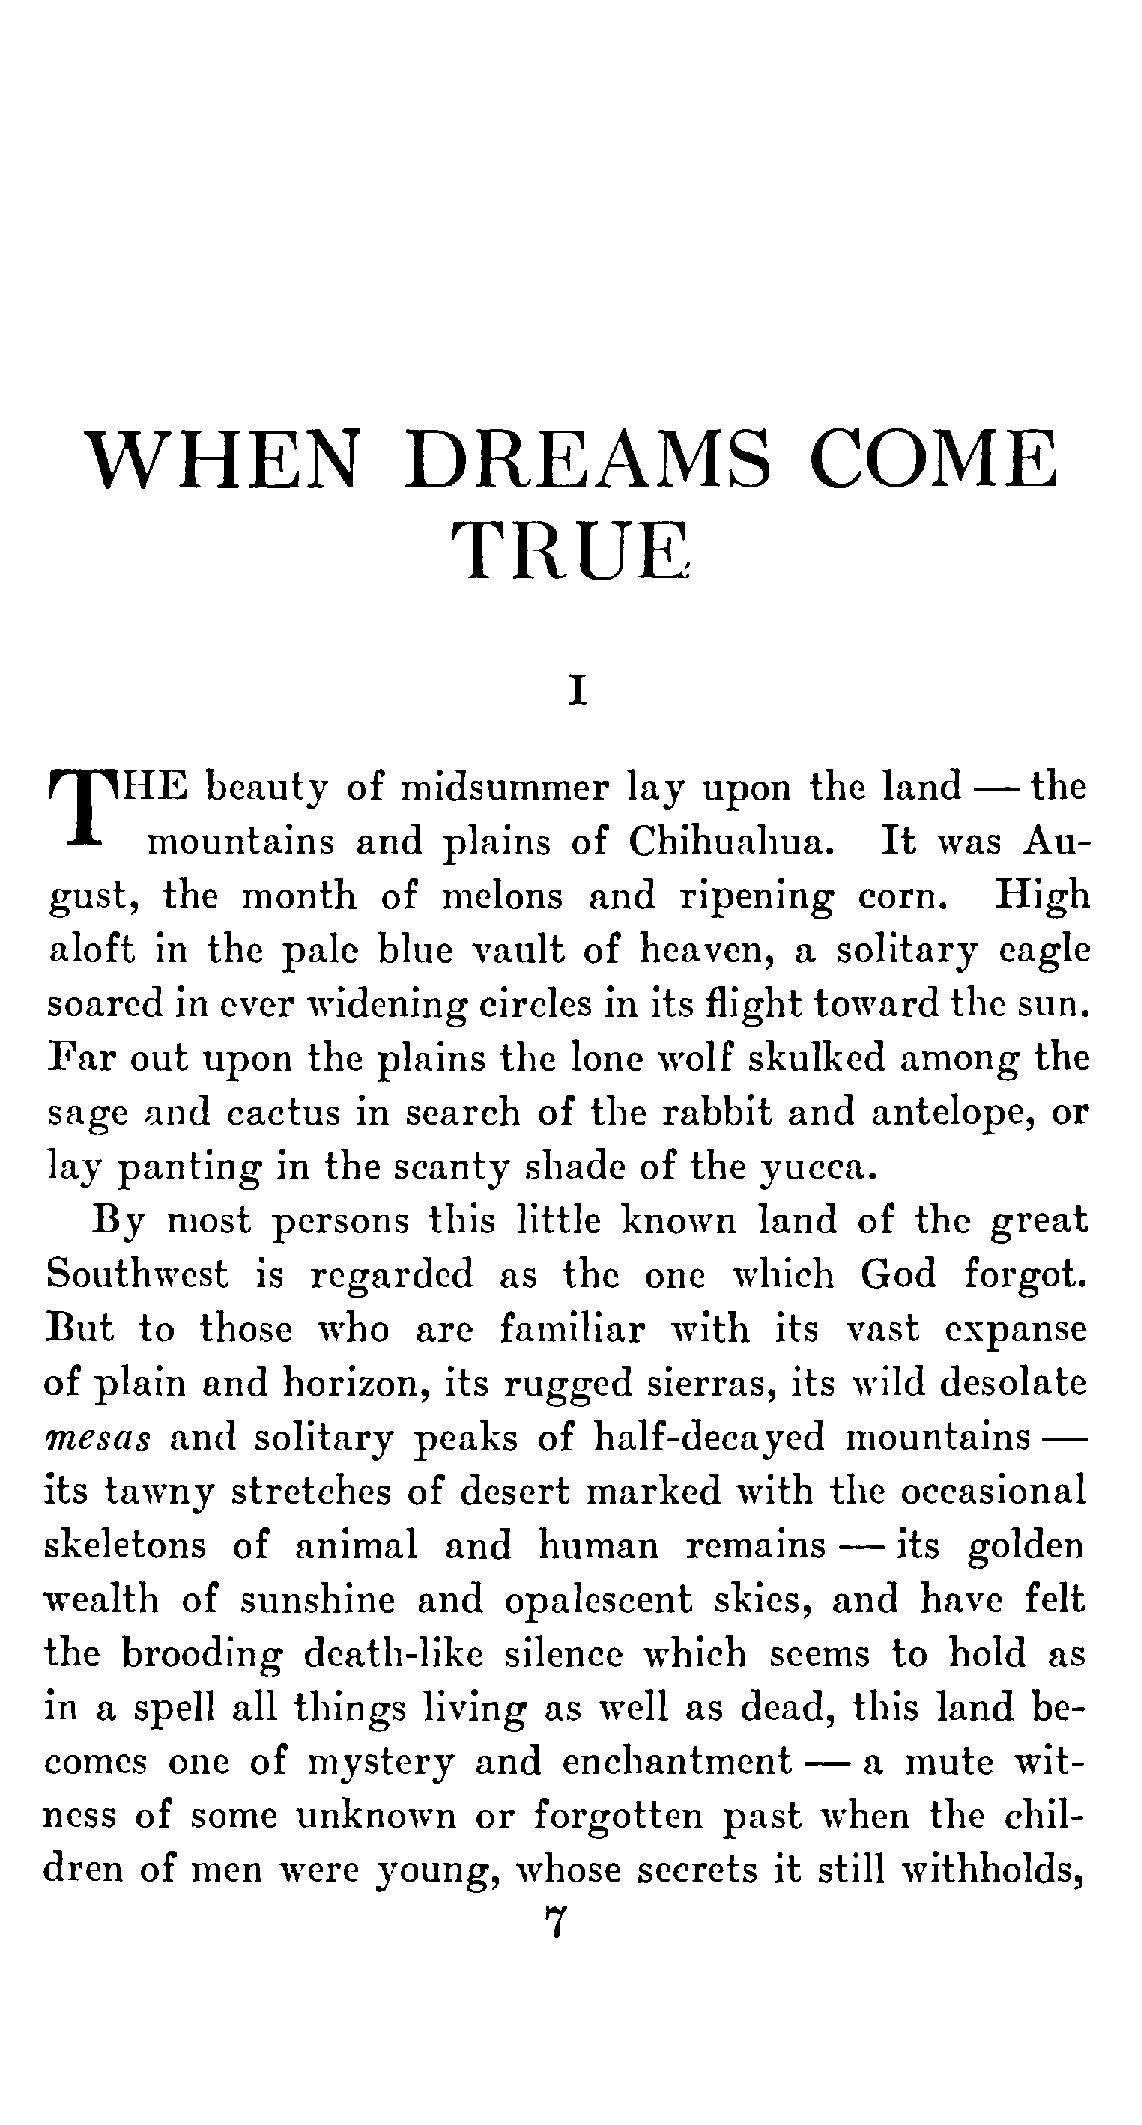 WHEN DREAMS COME
TRUE
I
THE beauty of midsummer lay upon the land — the
mountains and plains of Chihuahua. It was Au-
gust, the month of melons and ripening corn. High
aloft in the pale blue vault of heaven, a solitary eagle
soared in ever widening circles in its flight toward the sun.
Far out upon the plains the lone wolf skulked among the
sage and cactus in search of the rabbit and antelope, or
lay panting in the scanty shade of the yucca.
By most persons this little known land of the great
Southwest is regarded as the one which God forgot.
But to those who are familiar with its vast expanse
of plain and horizon, its rugged sierras, its wild desolate
mesas and solitary peaks of half-decayed mountains —
its tawny stretches of desert marked with the occasional
skeletons of animal and human remains — its golden
wealth of sunshine and opalescent skies, and have felt
the brooding death-like silence which seems to hold as
in a spell all things living as well as dead, this land be-
comes one of mystery and enchantment — a mute wit-
ness of some unknown or forgotten past when the chil-
dren of men were young, whose secrets it still withholds,
7